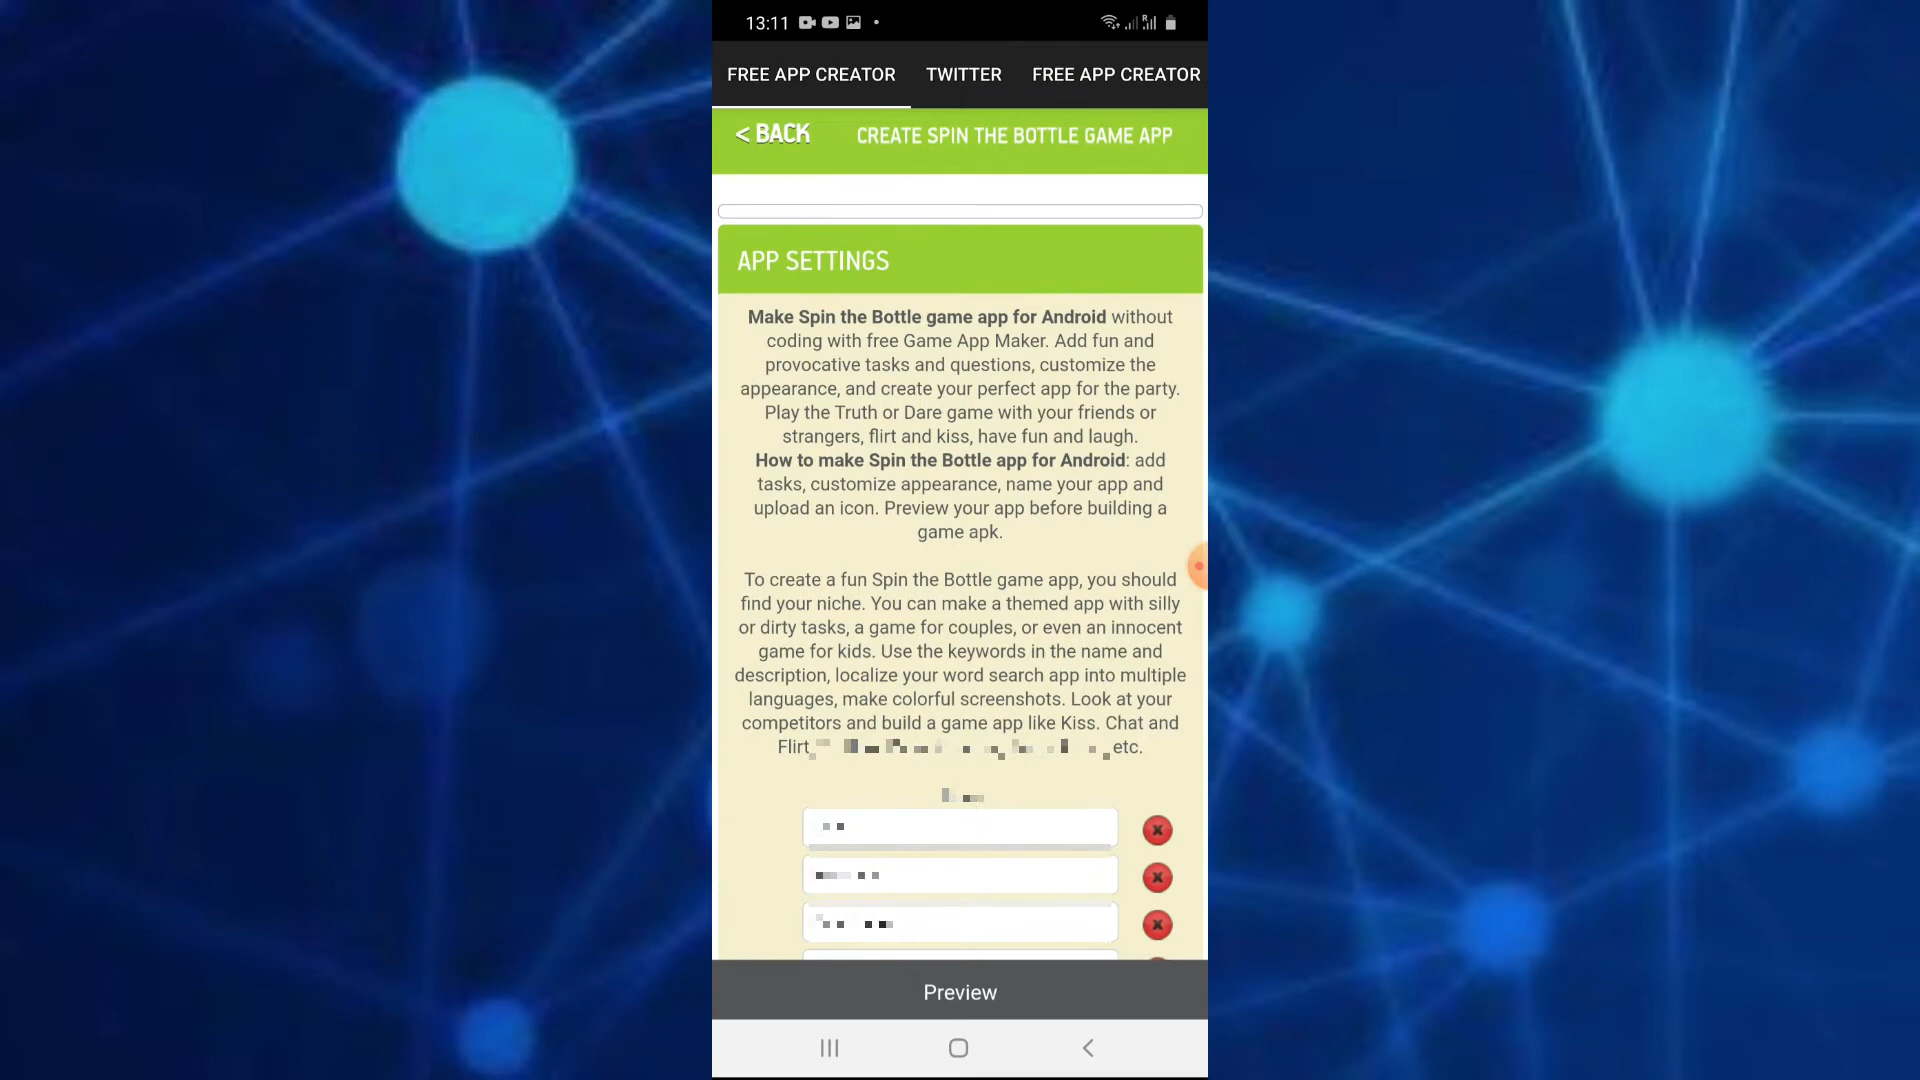 13:11
FREE APP CREATOR TWITTER FREE APP CREATOR
< BACK CREATE SPIN THE BOTTLE GAME APP
APP SETTINGS
Make Spin the Bottle game app for Android without
coding with free Game App Maker. Add fun and
provocative tasks and questions, customize the
appearance, and create your perfect app for the party.
Play the Truth or Dare game with your friends or
strangers, flirt and kiss, have fun and laugh.
How to make Spin the Bottle app for Android: add
tasks, customize appearance, name your app and
upload an icon. Preview your app before building a
game apk.
To create a fun Spin the Bottle game app, you should
find your niche. You can make a themed app with silly
or dirty tasks, a game for couples, or even an innocent
game for kids. Use the keywords in the name and
description, localize your word search app into multiple
languages, make colorful screenshots. Look at your
competitors and build a game app like Kiss. Chat and
Flirt etc.
Preview